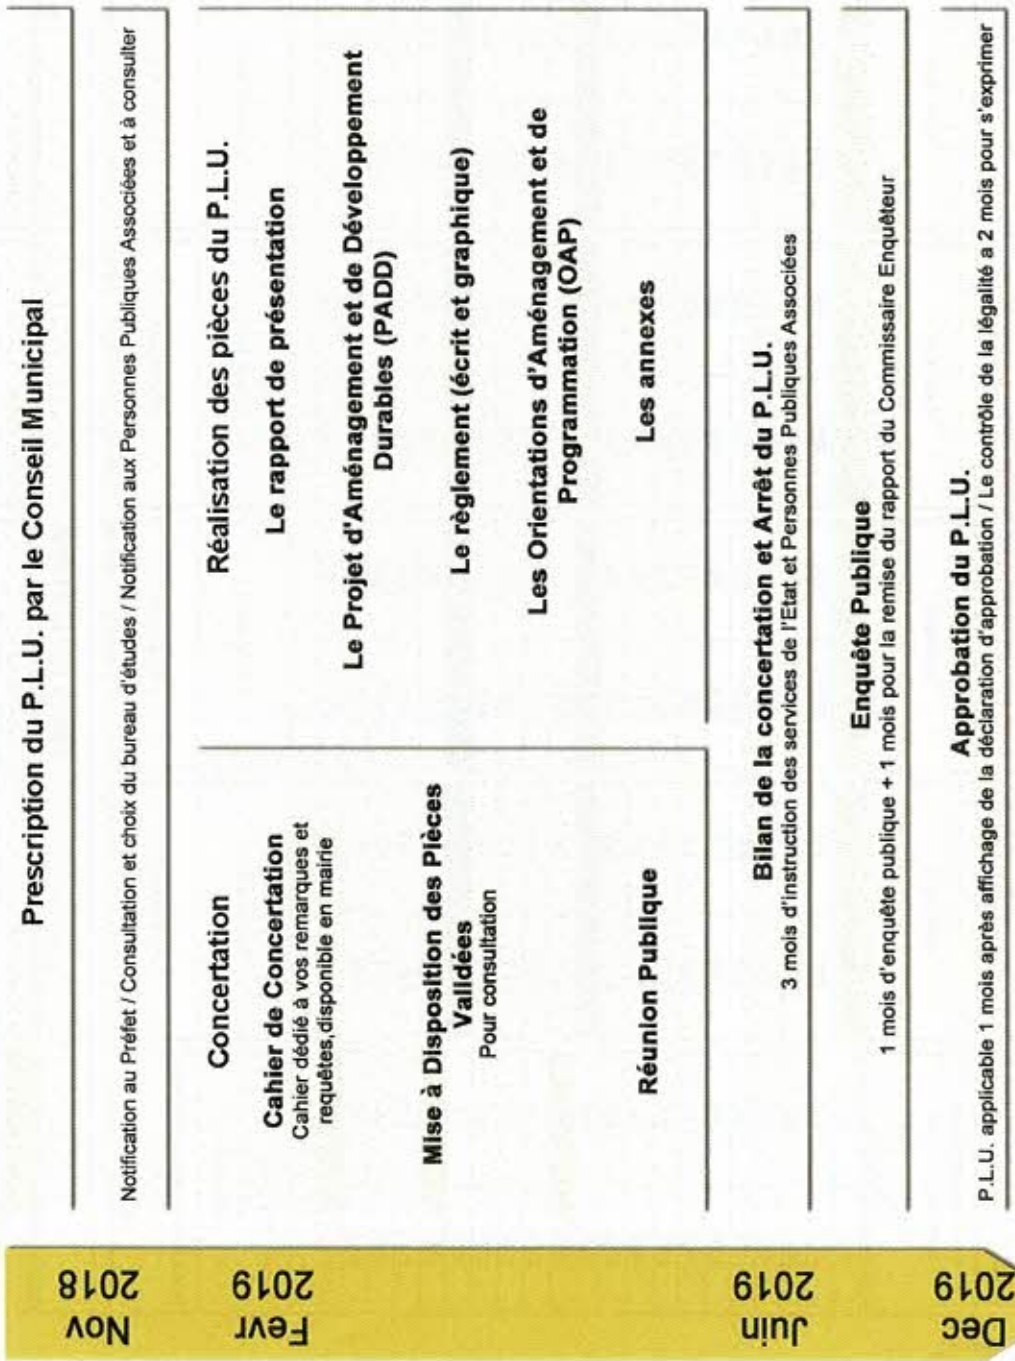 Nov
2018
Prescription du P.L.U. par le Conseil Municipal
Notification au Préfet / Consultation et choix du bureau d'études / Notification aux Personnes Publiques Associées et à consulter
Fevr
2019
Concertation
Cahier de Concertation
Cahier dédié à vos remarques et
requêtes,disponible en mairie
Mise à Disposition des Pièces
Validées
Pour consultation
Réunion Publique
Réalisation des pièces du P.L.U.
Le rapport de présentation
Le Projet d'Aménagement et de Développement
Durables (PADD)
Le règlement (écrit et graphique)
Les Orientations d'Aménagement et de
Programmation (OAP)
Les annexes
Juin
2019
Bilan de la concertation et Arrêt du P.L.U.
3 mois d'instruction des services de l'Etat et Personnes Publiques Associées
Enquête Publique
1 mois d'enquête publique + 1 mois pour la remise du rapport du Commissaire Enquêteur
Dec
2019
Approbation du P.L.U.
P.L.U. applicable 1 mois après affichage de la déclaration d'approbation / Le contrôle de la légalité a 2 mois pour s'exprimer